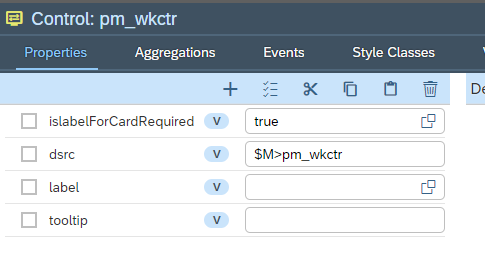 Control: pm_wkctr
Properties Aggregations Events Style Classes
islabelForCardRequired V true
dsrc V $M>pm_wkctr
label V
tooltip V